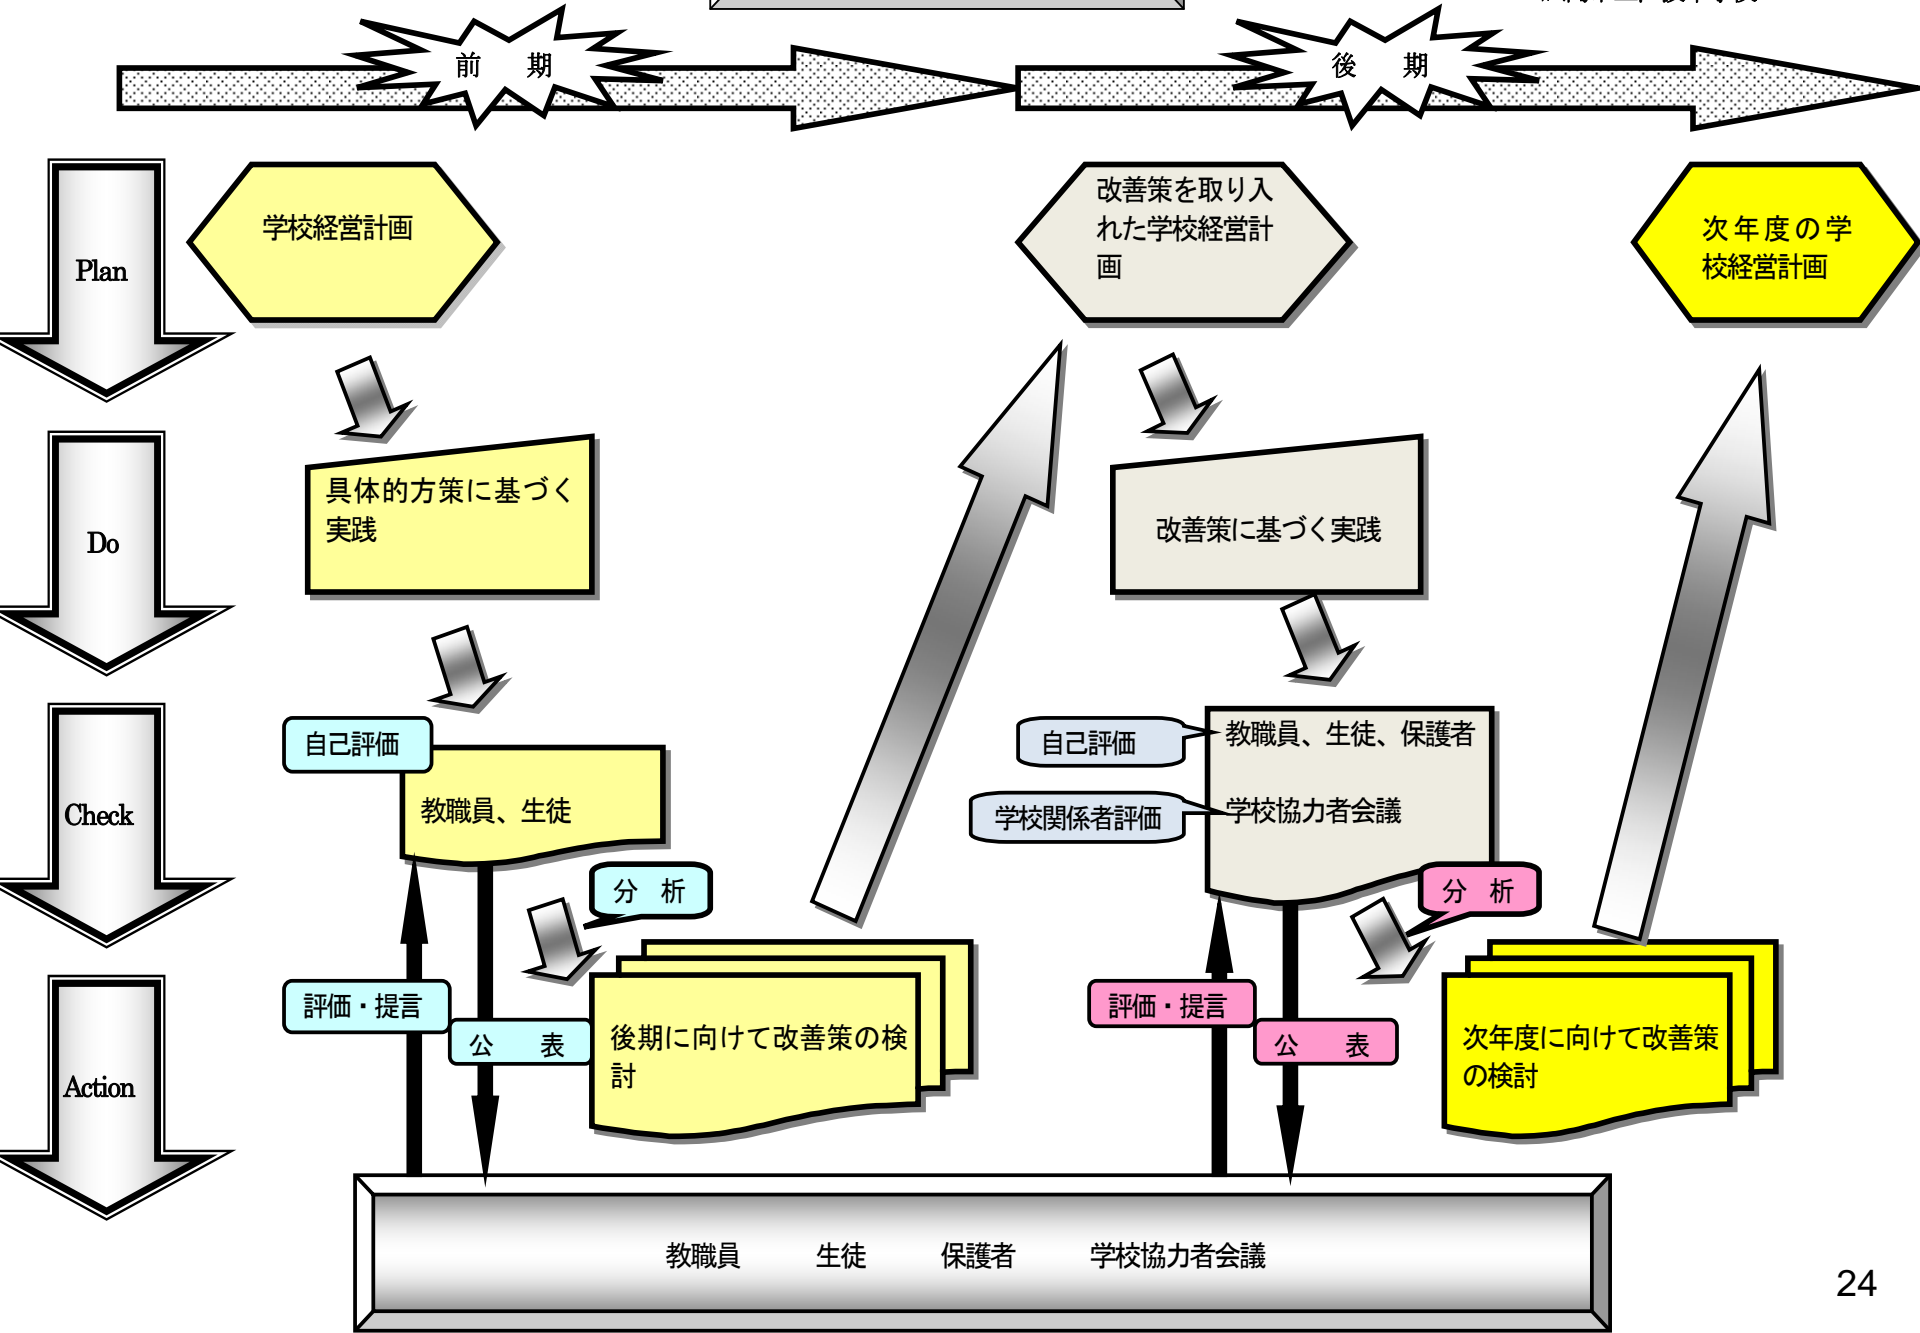 前　期
後　期
Plan
学校経営計画
改善策を取り入
れた学校経営計
画
次年度の学
校経営計画
Do
具体的方策に基づく
実践
改善策に基づく実践
Check
自己評価
教職員、生徒
分　析
自己評価
教職員、生徒、保護者
学校関係者評価
学校協力者会議
分　析
Action
評価・提言
公　表
後期に向けて改善策の検
討
評価・提言
公　表
次年度に向けて改善策
の検討
教職員　　　生徒　　　保護者　　　学校協力者会議
24